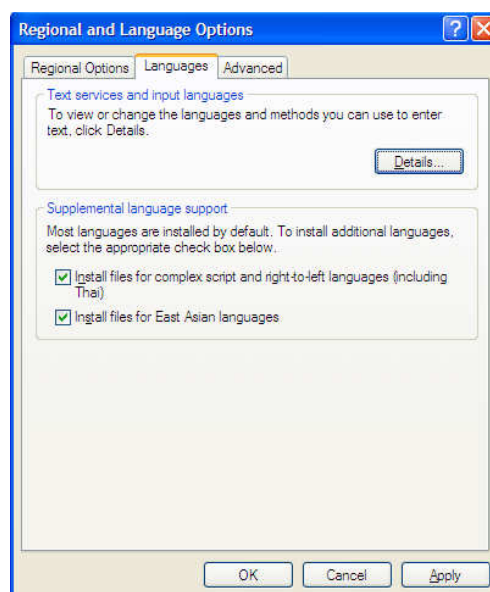 Regional and Language Options
Regional Options Languages Advanced
Text services and input languages
To view or change the languages and methods you can use to enter
text, click Details.
Details...
Supplemental language support
Most languages are installed by default. To install additional languages,
select the appropriate check box below.
Install files for complex script and right-to-left languages (including
Thai)
Install files for East Asian languages
OK Cancel Apply